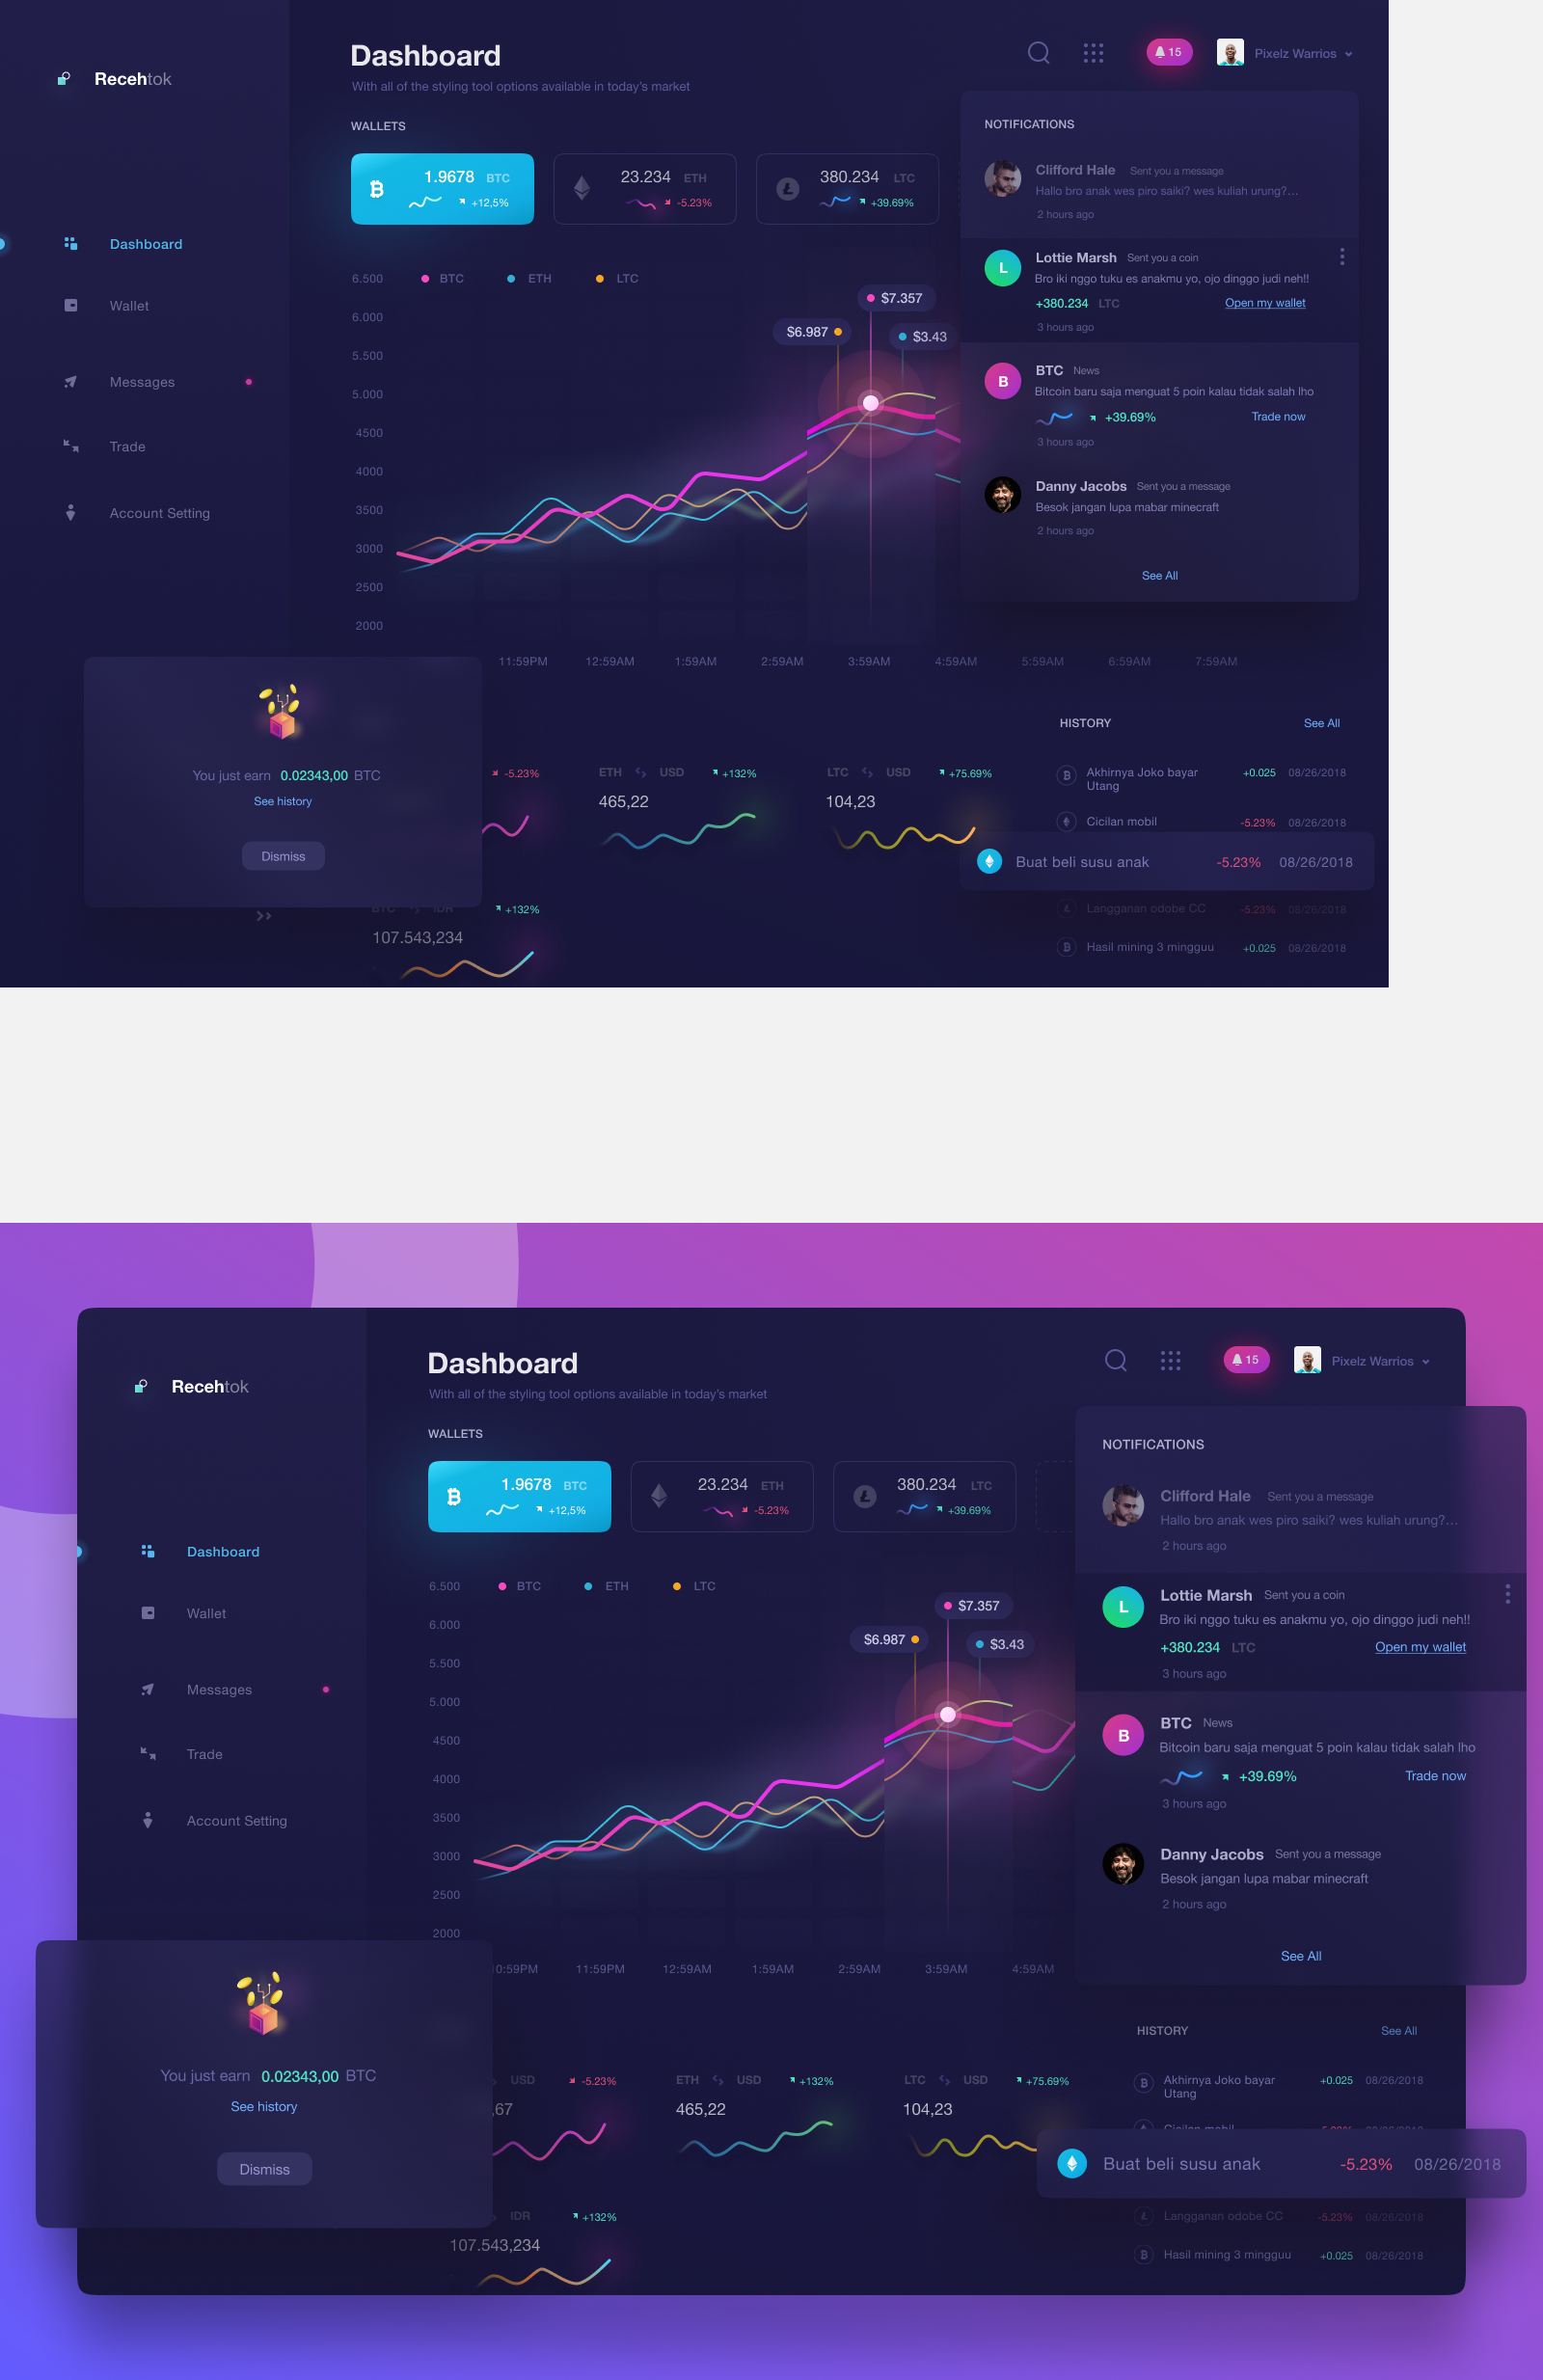 Recehtok
Dashboard
With all of the styling tool options available in today's market
15
Pixelz Warrios
WALLETS
1.9678 BTC
+12,5%
23.234 ETH
-5.23%
380.234 LTC
+39.69%
Dashboard
Wallet
Messages
Trade
Account Setting
BTC
ETH
LTC
6.500
6.000
5.500
5.000
4500
4000
3500
3000
2500
2000
$7.357
$6.987
$3.43
11:59PM
12:59AM
1:59AM
2:59AM
3:59AM
4:59AM
5:59AM
6:59AM
7:59AM
NOTIFICATIONS
Clifford Hale Sent you a message
Hallo bro anak wes piro saiki? wes kuliah urung?...
2 hours ago
L
Lottie Marsh Sent you a coin
Bro iki nggo tuku es anakmu yo, ojo dinggo judi neh!!
+380.234 LTC Open my wallet
3 hours ago
B
BTC News
Bitcoin baru saja menguat 5 poin kalau tidak salah lho
+39.69% Trade now
3 hours ago
Danny Jacobs Sent you a message
Besok jangan lupa mabar minecraft
2 hours ago
See All
You just earn 0.02343,00 BTC
See history
Dismiss
-5.23%
ETH USD +132%
465,22
LTC USD +75.69%
104,23
BTC IDR +132%
107.543,234
HISTORY See All
Akhirnya Joko bayar +0.025 08/26/2018
Utang
Cicilan mobil -5.23% 08/26/2018
Buat beli susu anak -5.23% 08/26/2018
Langganan odobe CC -5.23% 08/26/2018
Hasil mining 3 mingguu +0.025 08/26/2018
Recehtok
Dashboard
With all of the styling tool options available in today's market
15
Pixelz Warrios
WALLETS
1.9678 BTC
+12,5%
23.234 ETH
-5.23%
380.234 LTC
+39.69%
Dashboard
Wallet
Messages
Trade
Account Setting
BTC
ETH
LTC
6.500
6.000
5.500
5.000
4500
4000
3500
3000
2500
2000
$7.357
$6.987
$3.43
0:59PM
11:59PM
12:59AM
1:59AM
2:59AM
3:59AM
4:59AM
NOTIFICATIONS
Clifford Hale Sent you a message
Hallo bro anak wes piro saiki? wes kuliah urung?...
2 hours ago
L
Lottie Marsh Sent you a coin
Bro iki nggo tuku es anakmu yo, ojo dinggo judi neh!!
+380.234 LTC Open my wallet
3 hours ago
B
BTC News
Bitcoin baru saja menguat 5 poin kalau tidak salah lho
+39.69% Trade now
3 hours ago
Danny Jacobs Sent you a message
Besok jangan lupa mabar minecraft
2 hours ago
See All
You just earn 0.02343,00 BTC
See history
Dismiss
USD -5.23%
,67
ETH USD +132%
465,22
LTC USD +75.69%
104,23
IDR +132%
107.543,234
HISTORY See All
Akhirnya Joko bayar +0.025 08/26/2018
Utang
Buat beli susu anak -5.23% 08/26/2018
Langganan odobe CC -5.23% 08/26/2018
Hasil mining 3 mingguu +0.025 08/26/2018